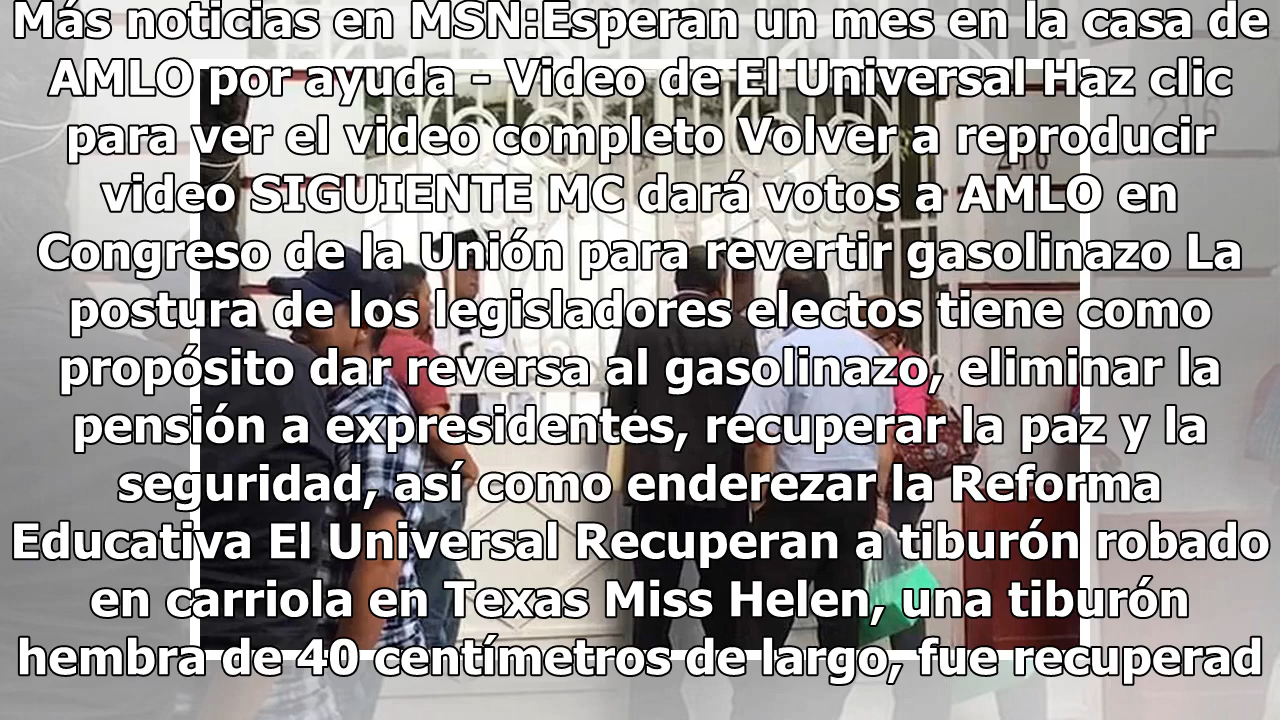 Más noticias en MSN:Esperan un mes en la casa de
AMLO por ayuda - Video de El Universal Haz clic
para ver el video completo Volver a reproducir
video SIGUIENTE MC dará votos a AMLO en
Congreso de la Unión para revertir gasolinazo La
postura de los legisladores electos tiene como
propósito dar reversa al gasolinazo, eliminar la
pensión a expresidentes, recuperar la paz y la
seguridad, así como enderezar la Reforma
Educativa El Universal Recuperan a tiburón robado
en carriola en Texas Miss Helen, una tiburón
hembra de 40 centímetros de largo, fue recuperad
216
216